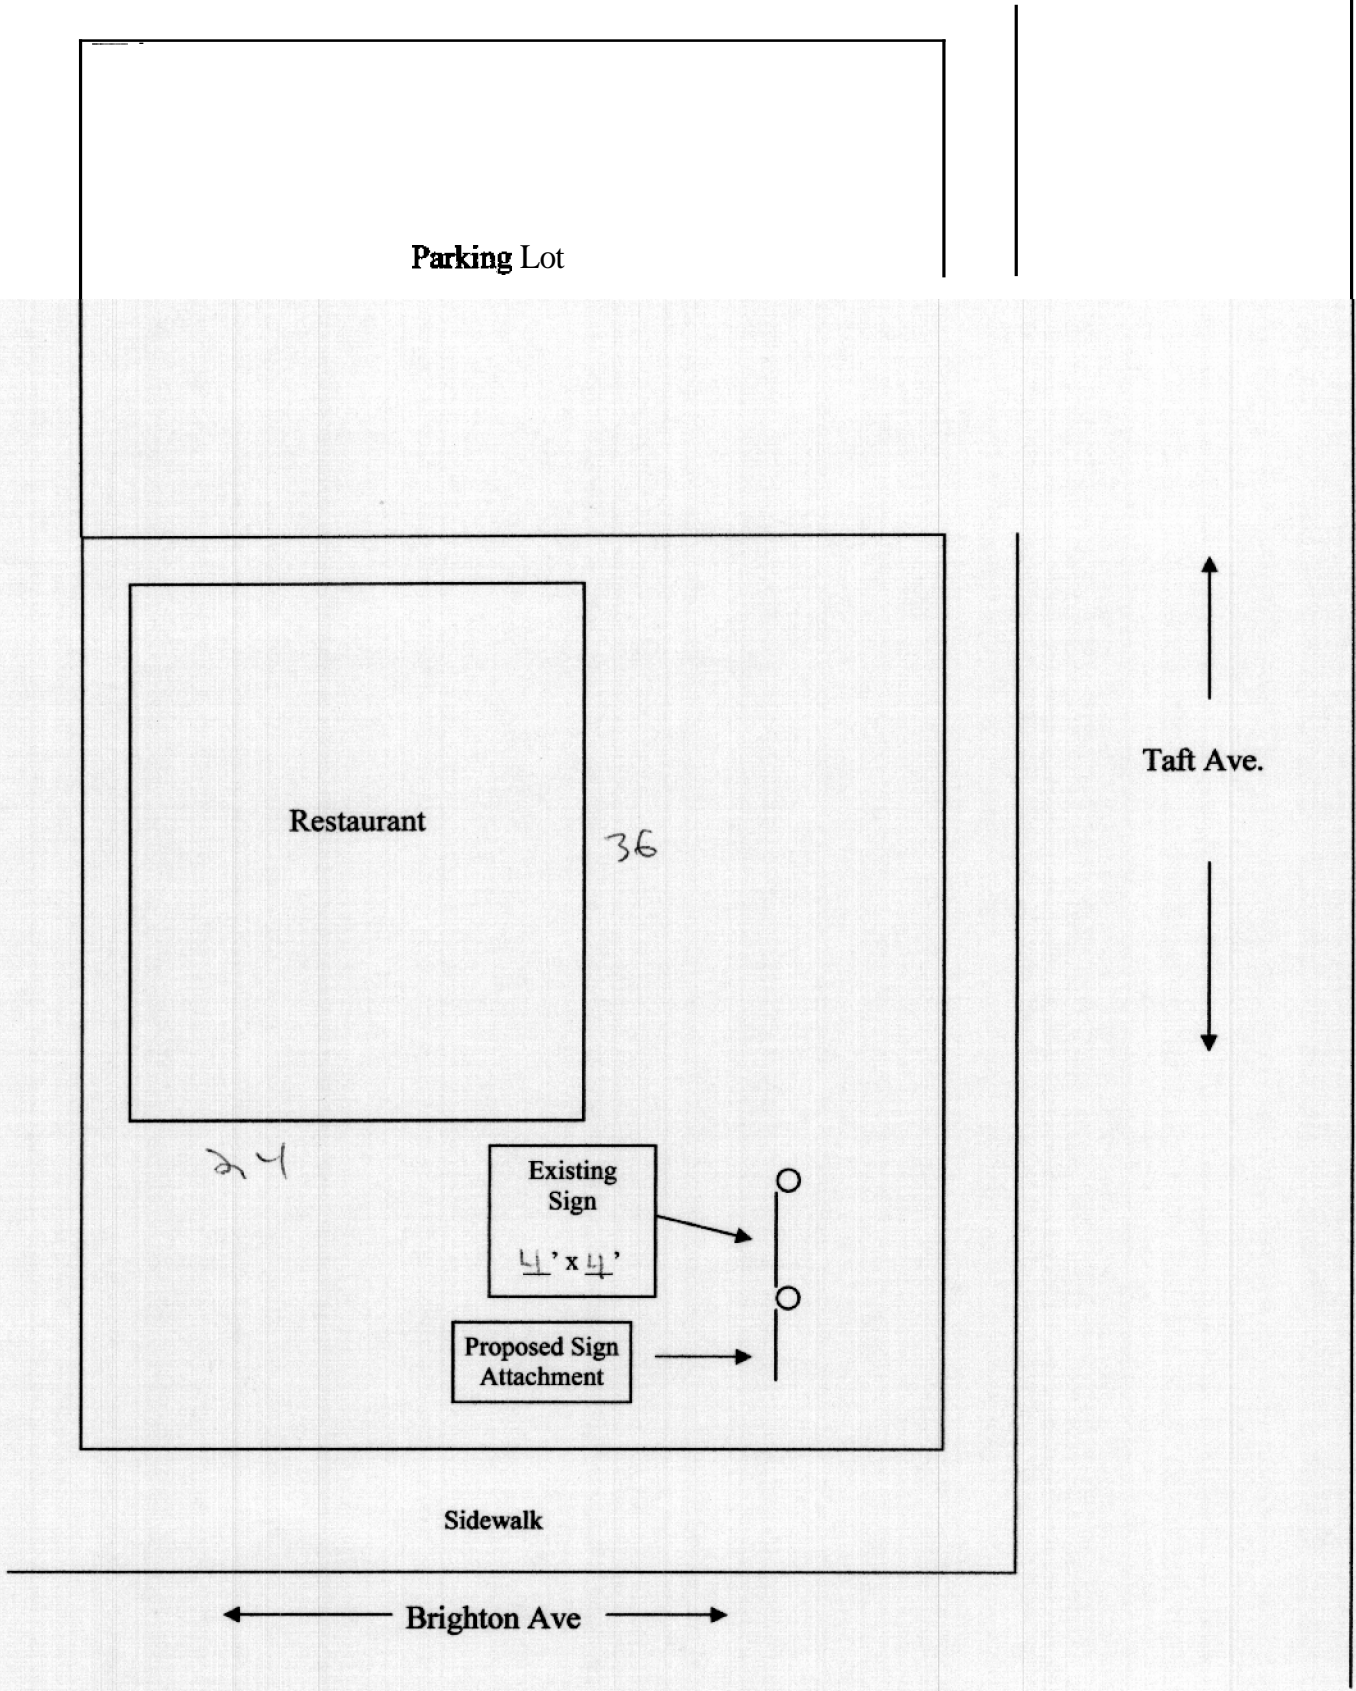 Parking Lot
Taft Ave.
Restaurant
36
24
Existing
Sign
4' x 4'
Proposed Sign
Attachment
Sidewalk
Brighton Ave